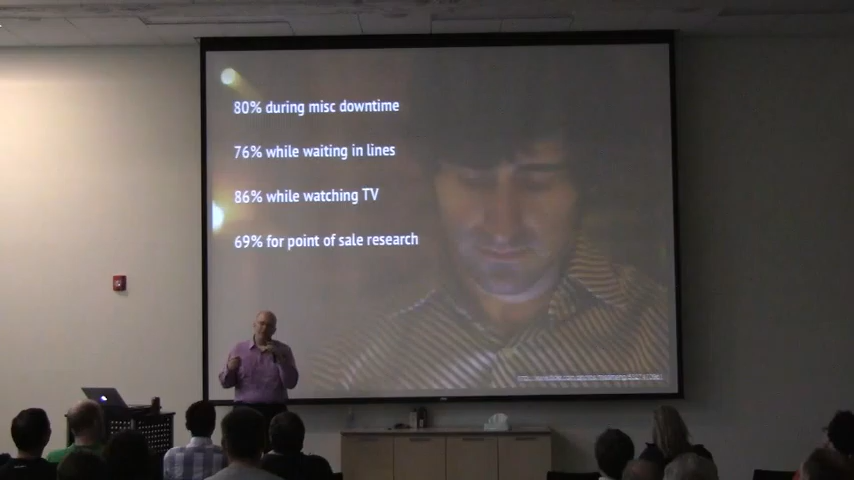 80% during misc downtime
76% while waiting in lines
86% while watching TV
69% for point of sale research